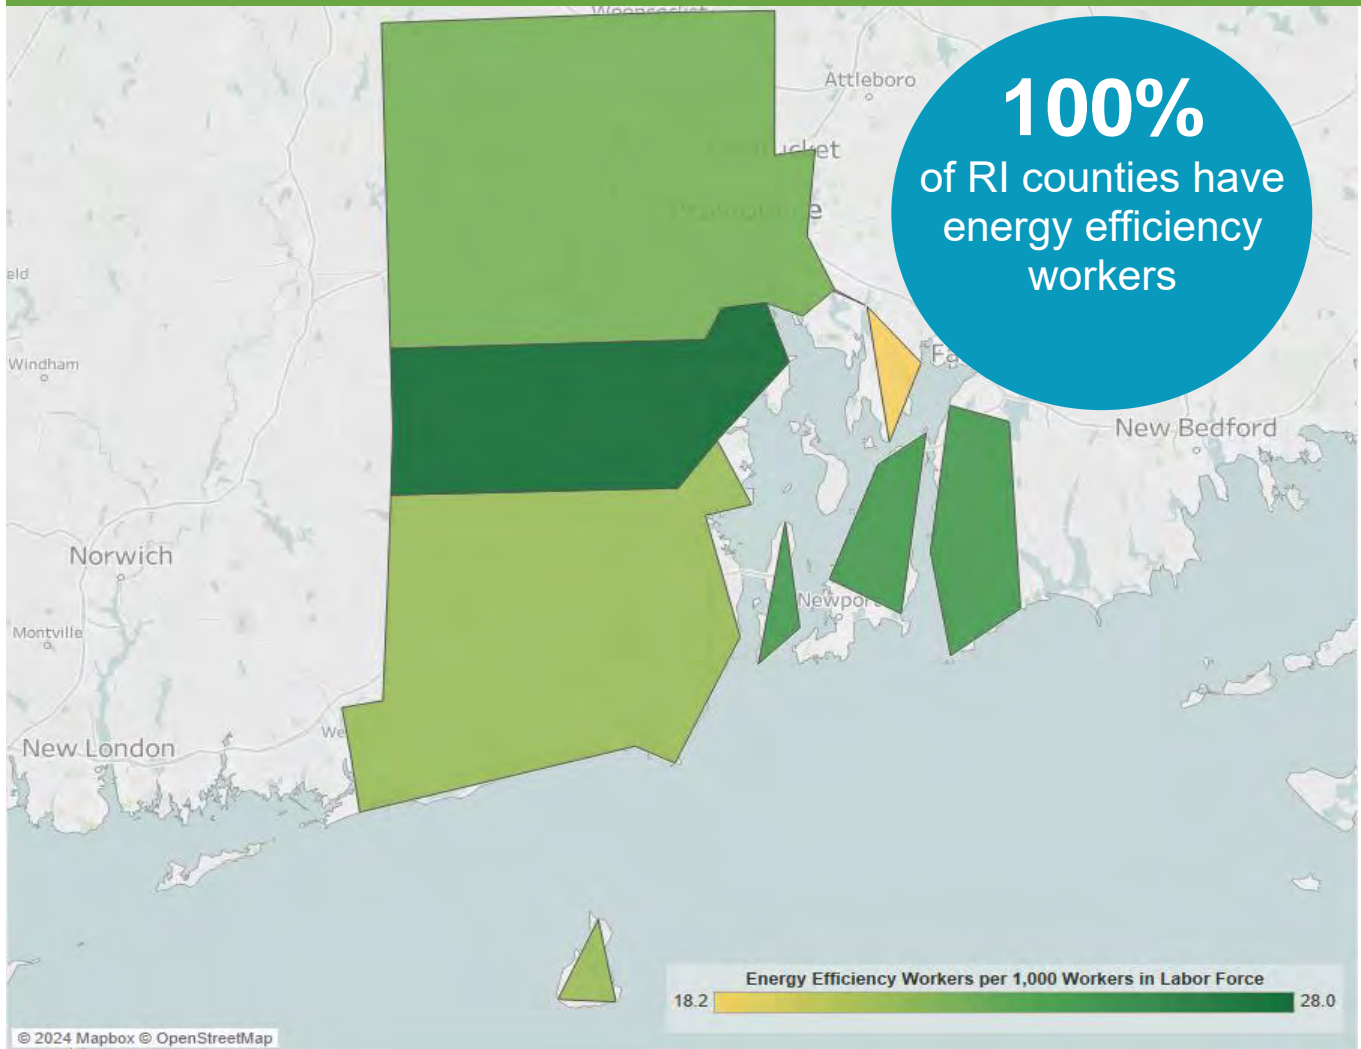 Attleboro
100%
of RI counties have
energy efficiency
workers
Windham
New Bedford
Norwich
Montville
New London
Energy Efficiency Workers per 1,000 Workers in Labor Force
18.2
28.0
© 2024 Mapbox © OpenStreetMap